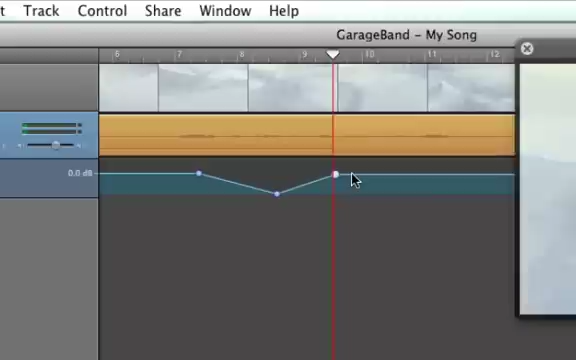 t Track Control Share Window Help
GarageBand – My Song
6 7 8 9 10 11 12
0.0 dB